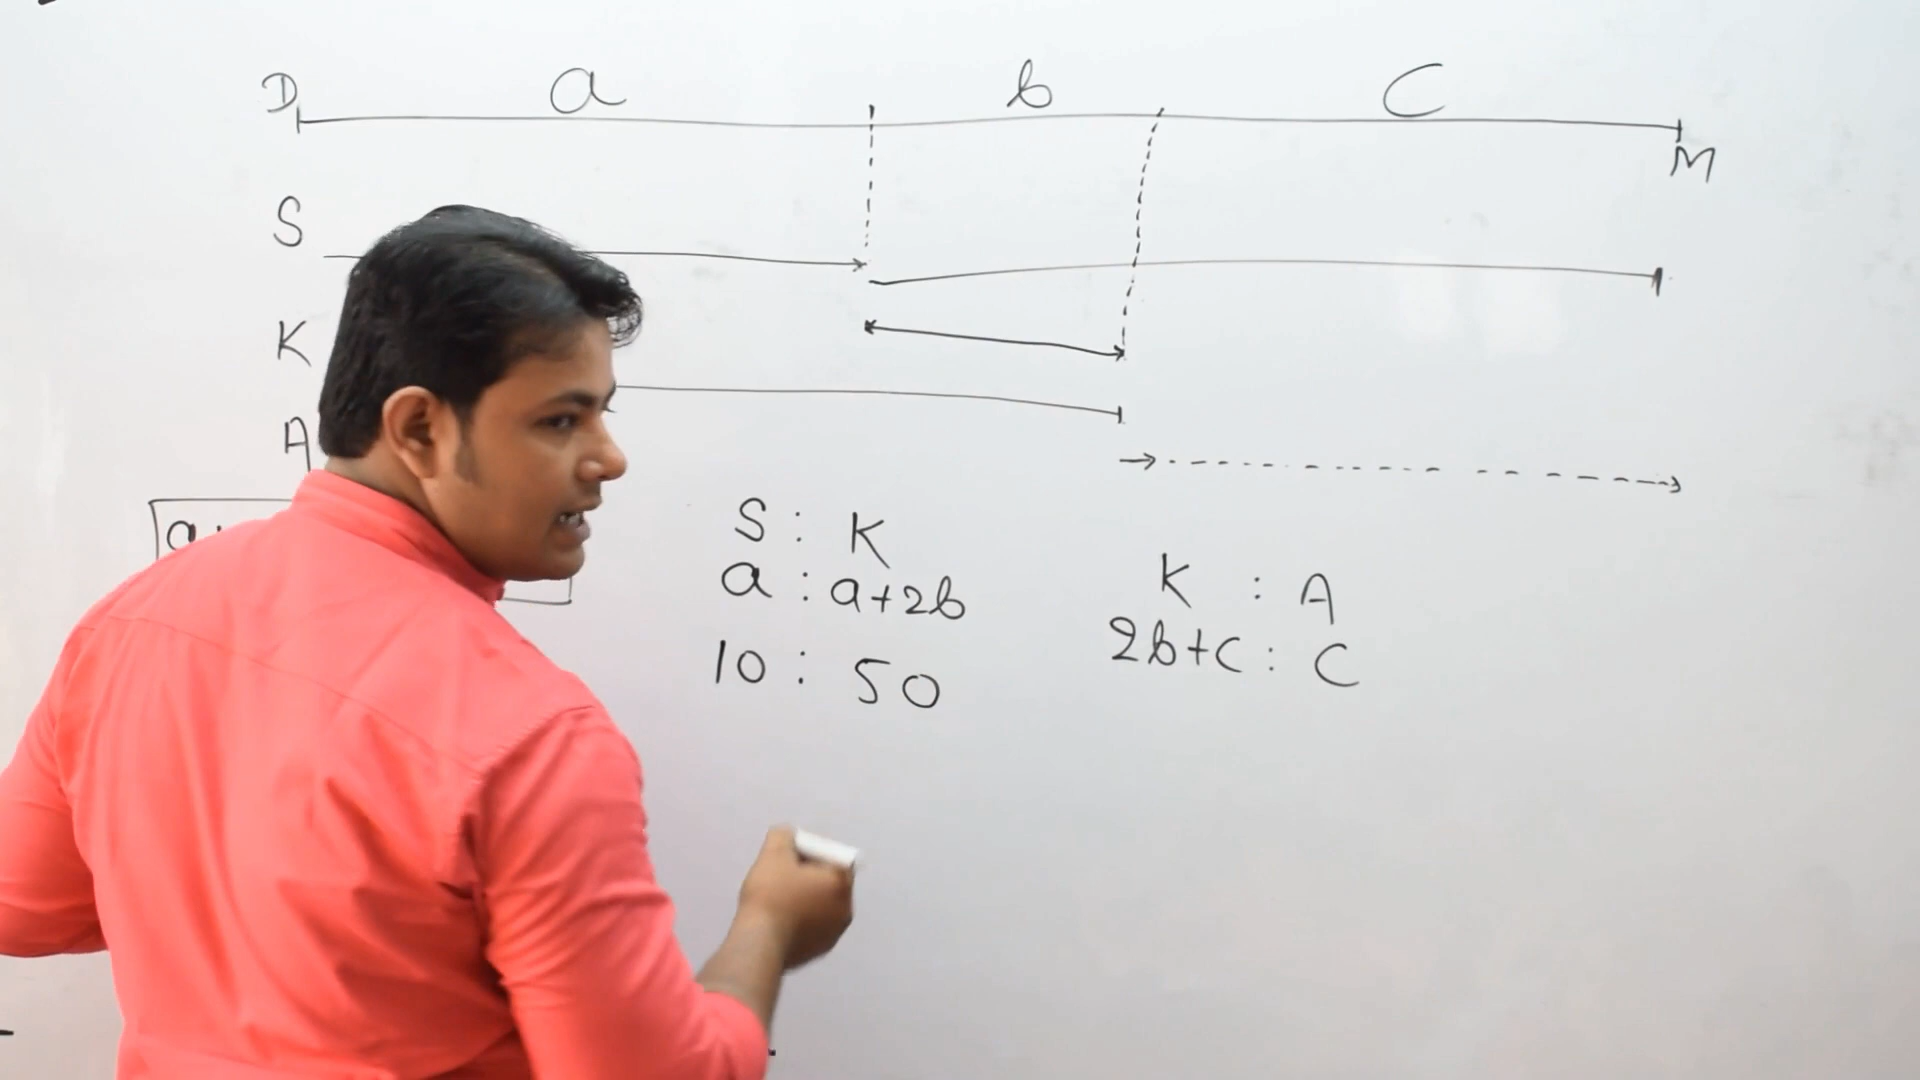 D a b C
M
S
K
A
a
S : K
a : a+2b
10 : 50
K : A
2b+C : C